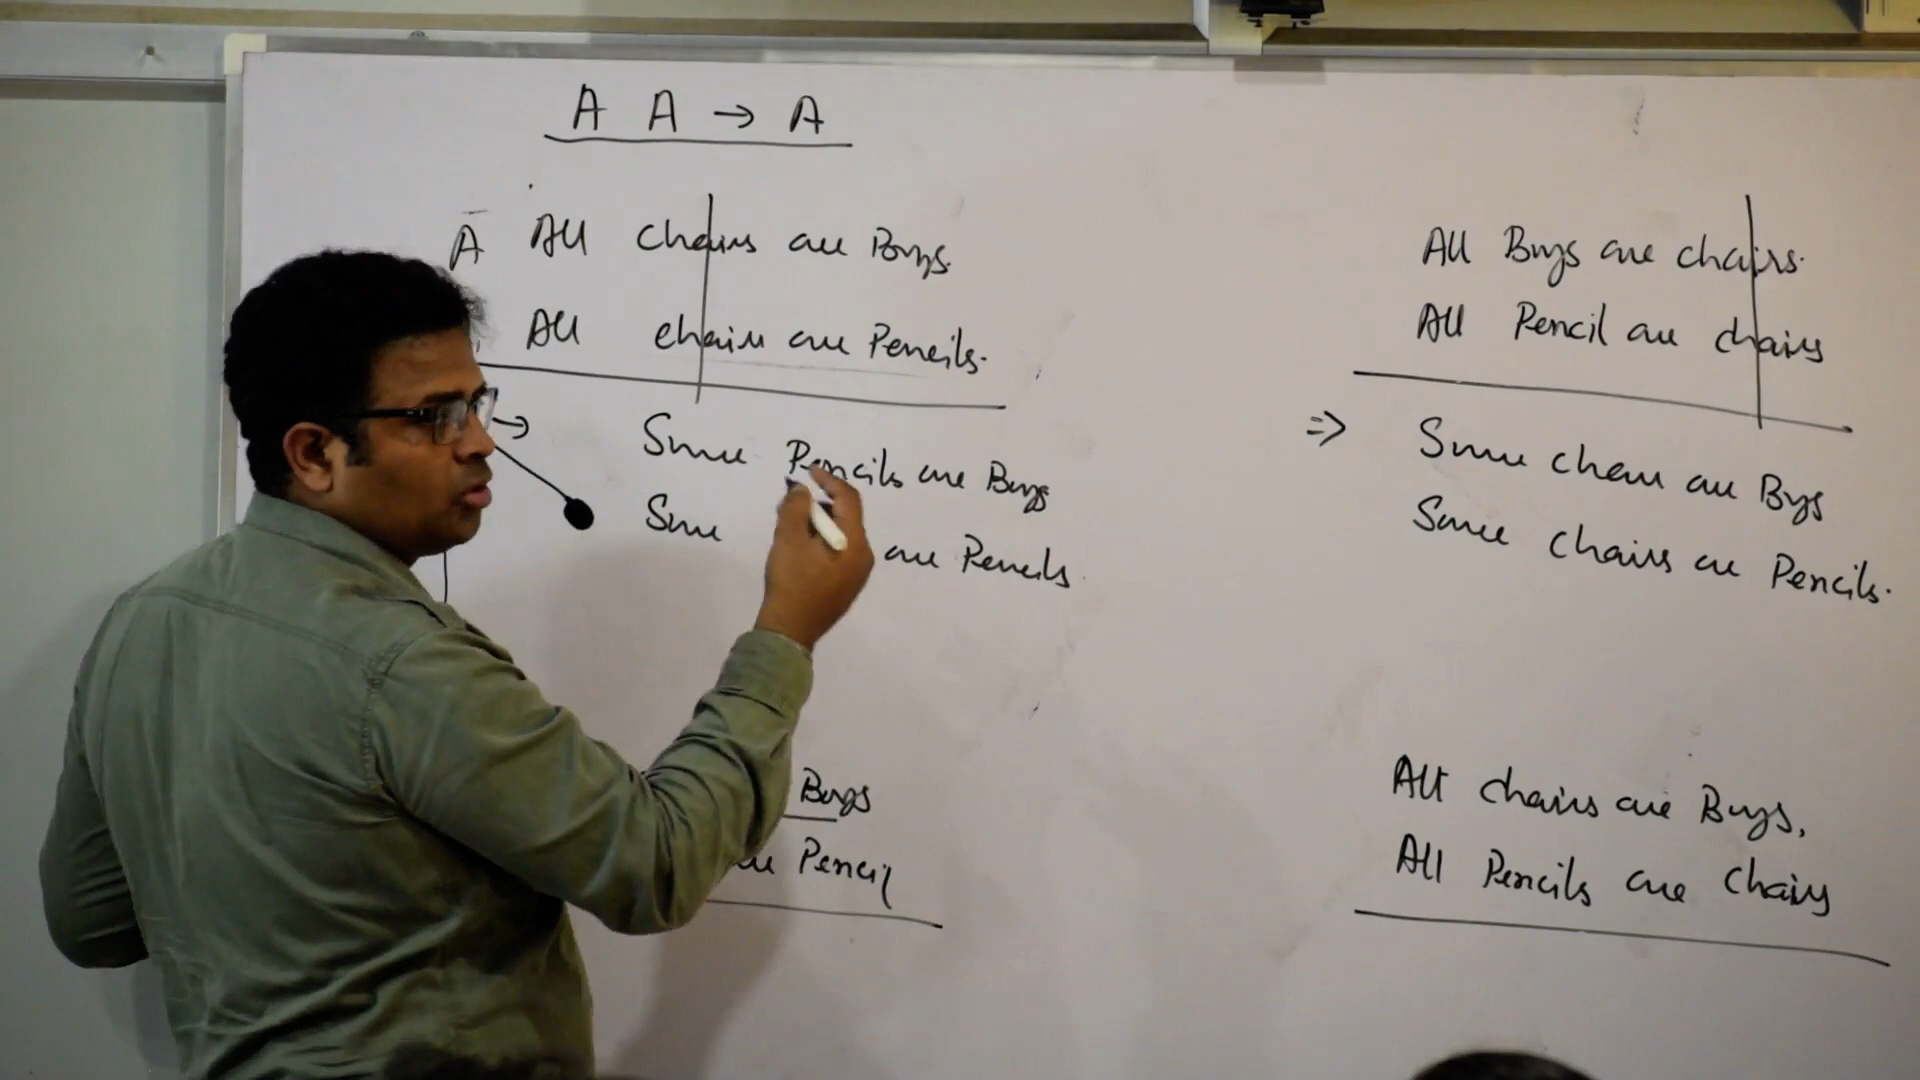 A A → A
A All chairs are Boys.
All chairs are Pencils.
→ Some Pencils are Boys
Some are Pencils.
Boys
Pencil
All Boys are chairs.
All Pencil are chairs
⇒ Some chair are Boys
Some chairs are Pencils.
All chairs are Boys,
All Pencils are chairs